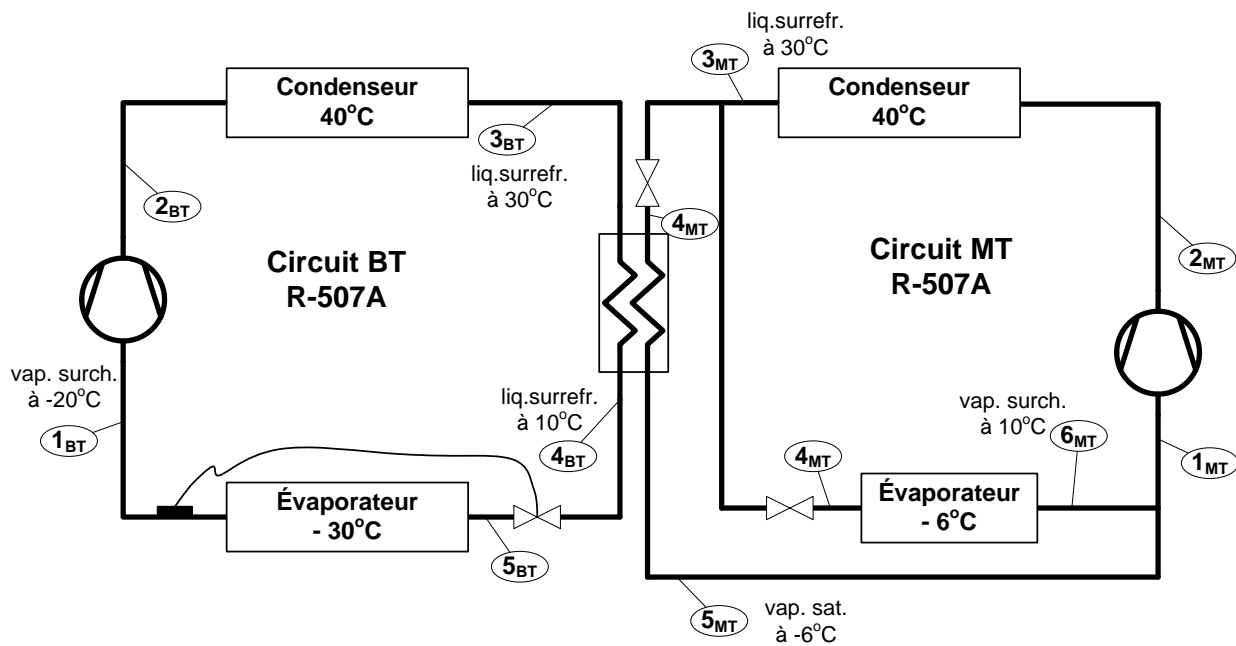 liq.surrefr.
à 30°C
3MT
Condenseur
40°C
Condenseur
40°C
3BT
liq.surrefr.
à 30°C
2BT
4MT
2MT
Circuit BT
R-507A
Circuit MT
R-507A
vap. surch.
à -20°C
1BT
liq.surrefr.
à 10°C
4BT
vap. surch.
à 10°C
6MT
4MT
1MT
Évaporateur
- 30°C
5BT
Évaporateur
- 6°C
5MT
vap. sat.
à -6°C